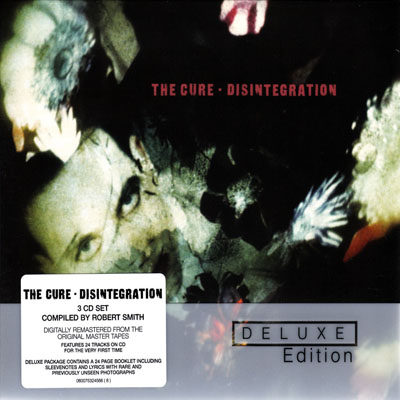 THE CURE · DISINTEGRATION
THE CURE · DISINTEGRATION
3 CD SET
COMPILED BY ROBERT SMITH
DIGITALLY REMASTERED FROM THE
ORIGINAL MASTER TAPES
FEATURES 24 TRACKS ON CD
FOR THE VERY FIRST TIME
DELUXE PACKAGE CONTAINS A 24 PAGE BOOKLET INCLUDING
SLEEVENOTES AND LYRICS WITH RARE AND
PREVIOUSLY UNSEEN PHOTOGRAPHS
DELUXE
Edition